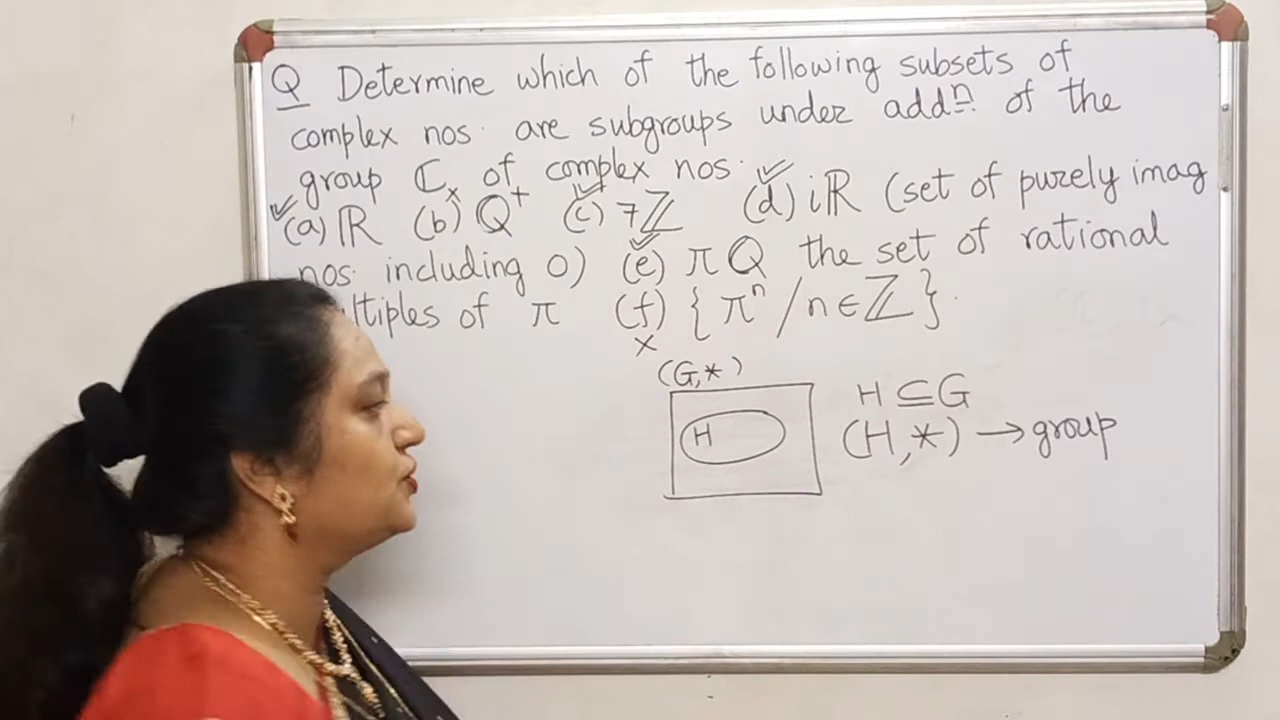 Q Determine which of the following subsets of
complex nos. are subgroups under addn. of the
group ℂ of complex nos.
✓(a) ℝ ×(b) ℚ⁺ ✓(c) 7ℤ ✓(d) iℝ (set of purely imag
nos including 0) ✓(e) πℚ the set of rational
ltiples of π (f) { πⁿ / n ∈ ℤ }.
×
(G,*)
H
H ⊆ G
(H,*) → group